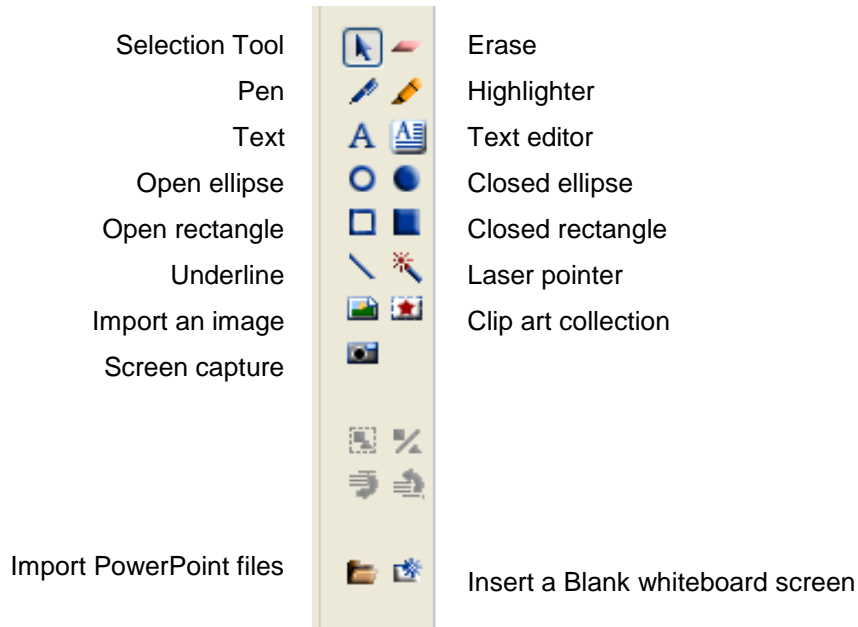 Selection Tool Erase
Pen Highlighter
Text A A Text editor
Open ellipse Closed ellipse
Open rectangle Closed rectangle
Underline Laser pointer
Import an image Clip art collection
Screen capture
Import PowerPoint files
Insert a Blank whiteboard screen